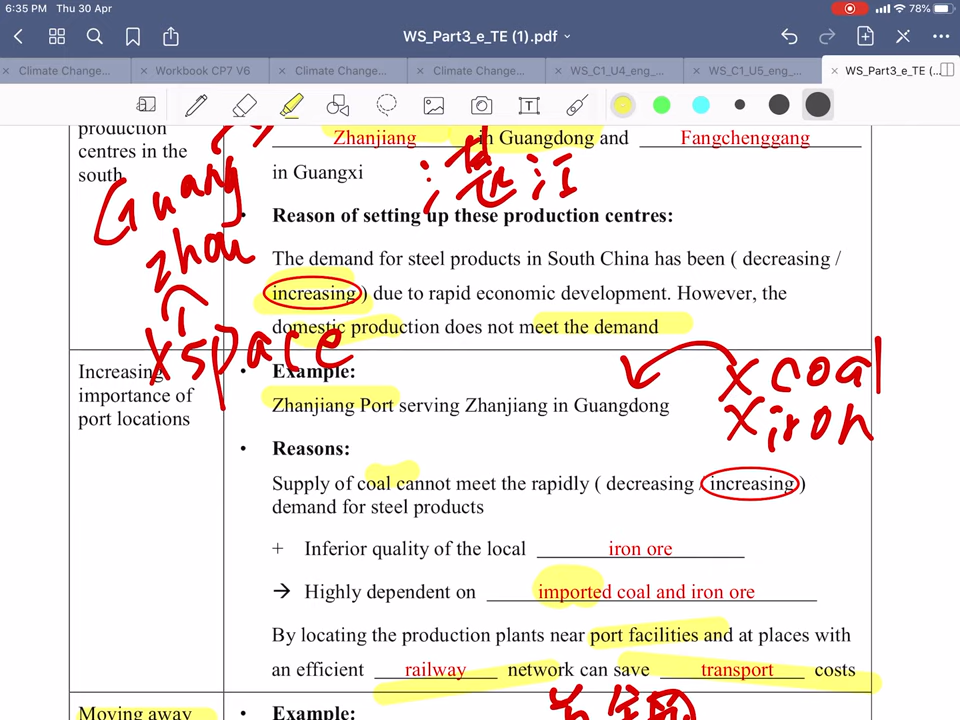 6:35 PM Thu 30 Apr
78%
WS_Part3_e_TE (1).pdf
Climate Change...
Workbook CP7 V6
Climate Change...
Climate Change...
WS_C1_U4_eng_...
WS_C1_U5_eng_...
WS_Part3_e_TE (...
production
centres in the
south
Zhanjiang in Guangdong and Fangchenggang
in Guangxi
湛江
Guang
zhou
x space
• Reason of setting up these production centres:
The demand for steel products in South China has been ( decreasing /
increasing ) due to rapid economic development. However, the
domestic production does not meet the demand
Increasing
importance of
port locations
• Example:
Zhanjiang Port serving Zhanjiang in Guangdong
x coal
x iron
• Reasons:
Supply of coal cannot meet the rapidly ( decreasing / increasing )
demand for steel products
+ Inferior quality of the local iron ore
→ Highly dependent on imported coal and iron ore
By locating the production plants near port facilities and at places with
an efficient railway network can save transport costs
Moving away
• Example: